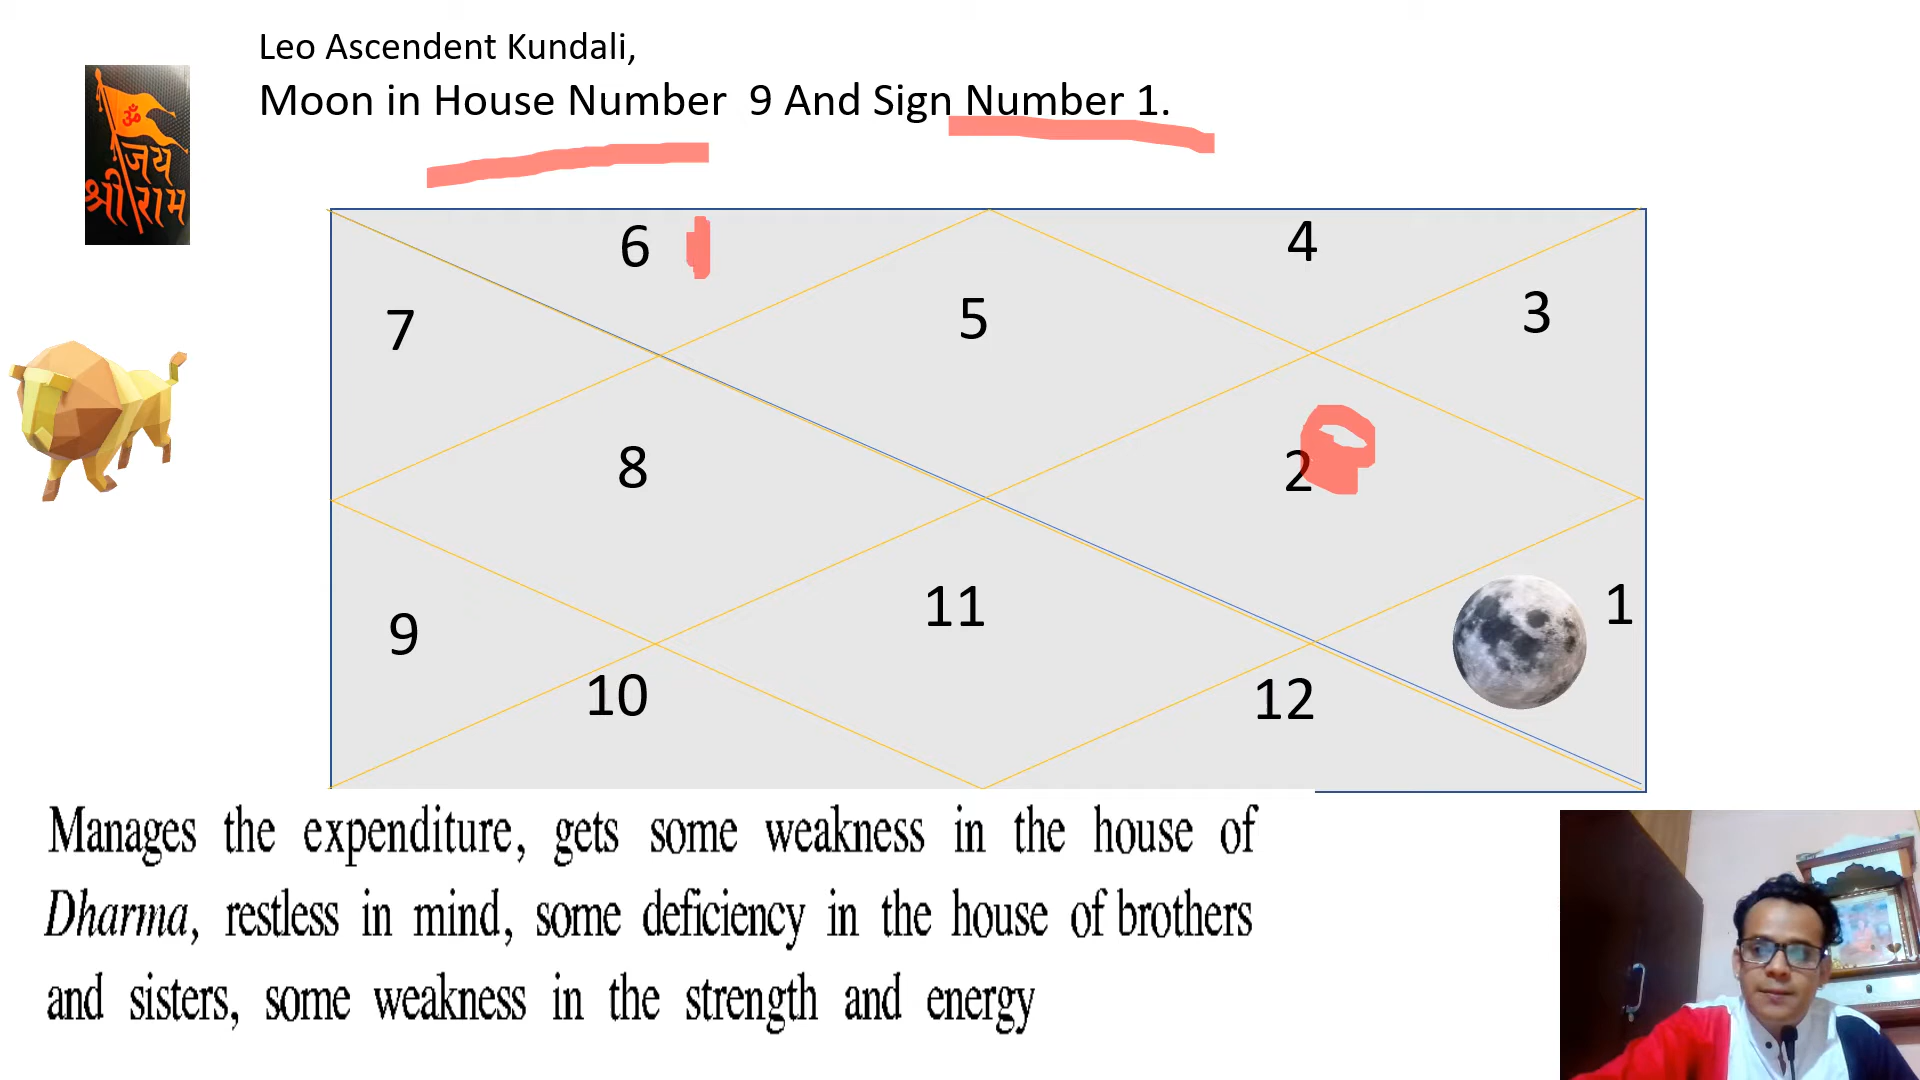 Leo Ascendent Kundali,
Moon in House Number 9 And Sign Number 1.
ॐ
जय
श्री राम
6
4
7
5
3
8
2
11
1
9
10
12
Manages the expenditure, gets some weakness in the house of
Dharma, restless in mind, some deficiency in the house of brothers
and sisters, some weakness in the strength and energy